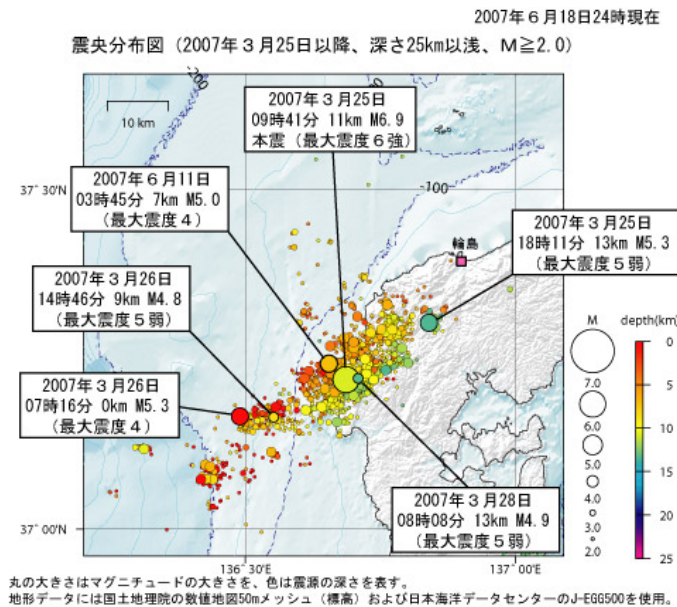 2007年6月18日24時現在
震央分布図(2007年3月25日以降、深さ25km以浅、M≧2.0)
-200
10 km
2007年3月25日
09時41分 11km M6.9
本震(最大震度6強)
37°30'
-100
2007年6月11日
03時45分 7km M5.0
(最大震度4)
2007年3月25日
18時11分 13km M5.3
(最大震度5弱)
輪島
2007年3月26日
14時46分 9km M4.8
(最大震度5弱)
2007年3月26日
07時16分 0km M5.3
(最大震度4)
2007年3月28日
08時08分 13km M4.9
(最大震度5弱)
M
7.0
6.0
5.0
4.0
3.0
2.0
depth(km)
0
5
10
15
20
25
37°00'
136°30'
137°00'
丸の大きさはマグニチュードの大きさを、色は震源の深さを表す。
地形データには国土地理院の数値地図50mメッシュ(標高)および日本海洋データセンターのJ-EGG500を使用。